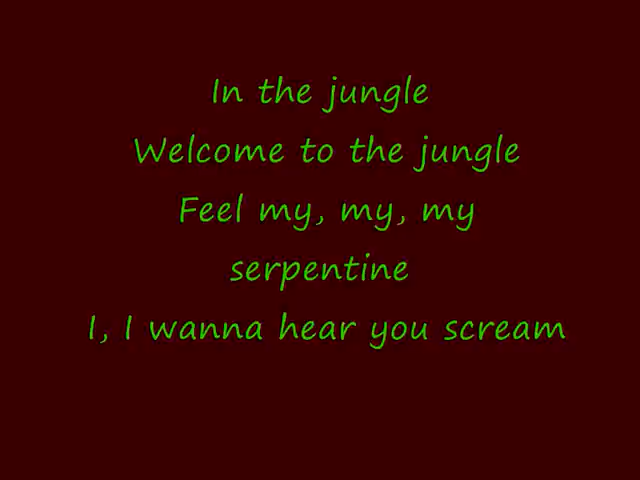 In the jungle
Welcome to the jungle
Feel my, my, my
serpentine
I, I wanna hear you scream